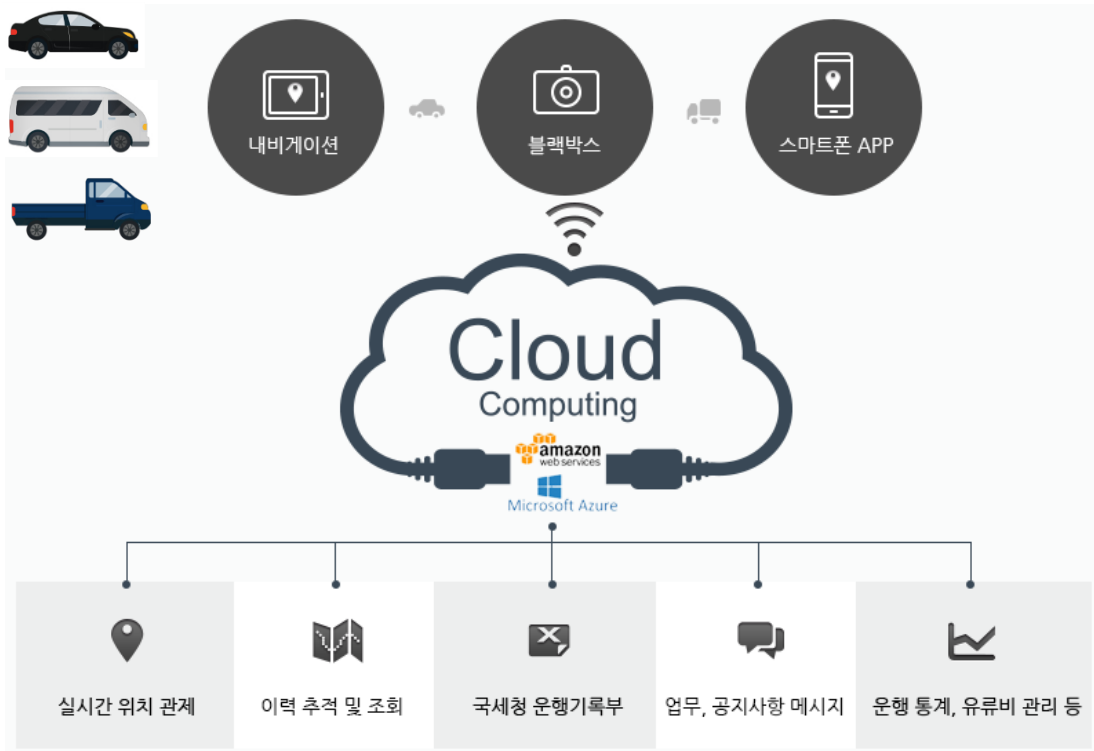 내비게이션
블랙박스
스마트폰 APP
Cloud
Computing
amazon
web services
Microsoft Azure
실시간 위치 관제
이력 추적 및 조회
국세청 운행기록부
업무, 공지사항 메시지
운행 통계, 유류비 관리 등